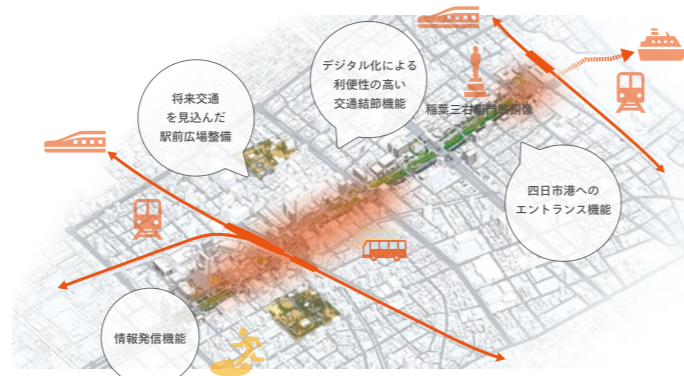 デジタル化による
利便性の高い
交通結節機能
将来交通
を見込んだ
駅前広場整備
稲葉三右衛門翁銅像
四日市港への
エントランス機能
情報発信機能